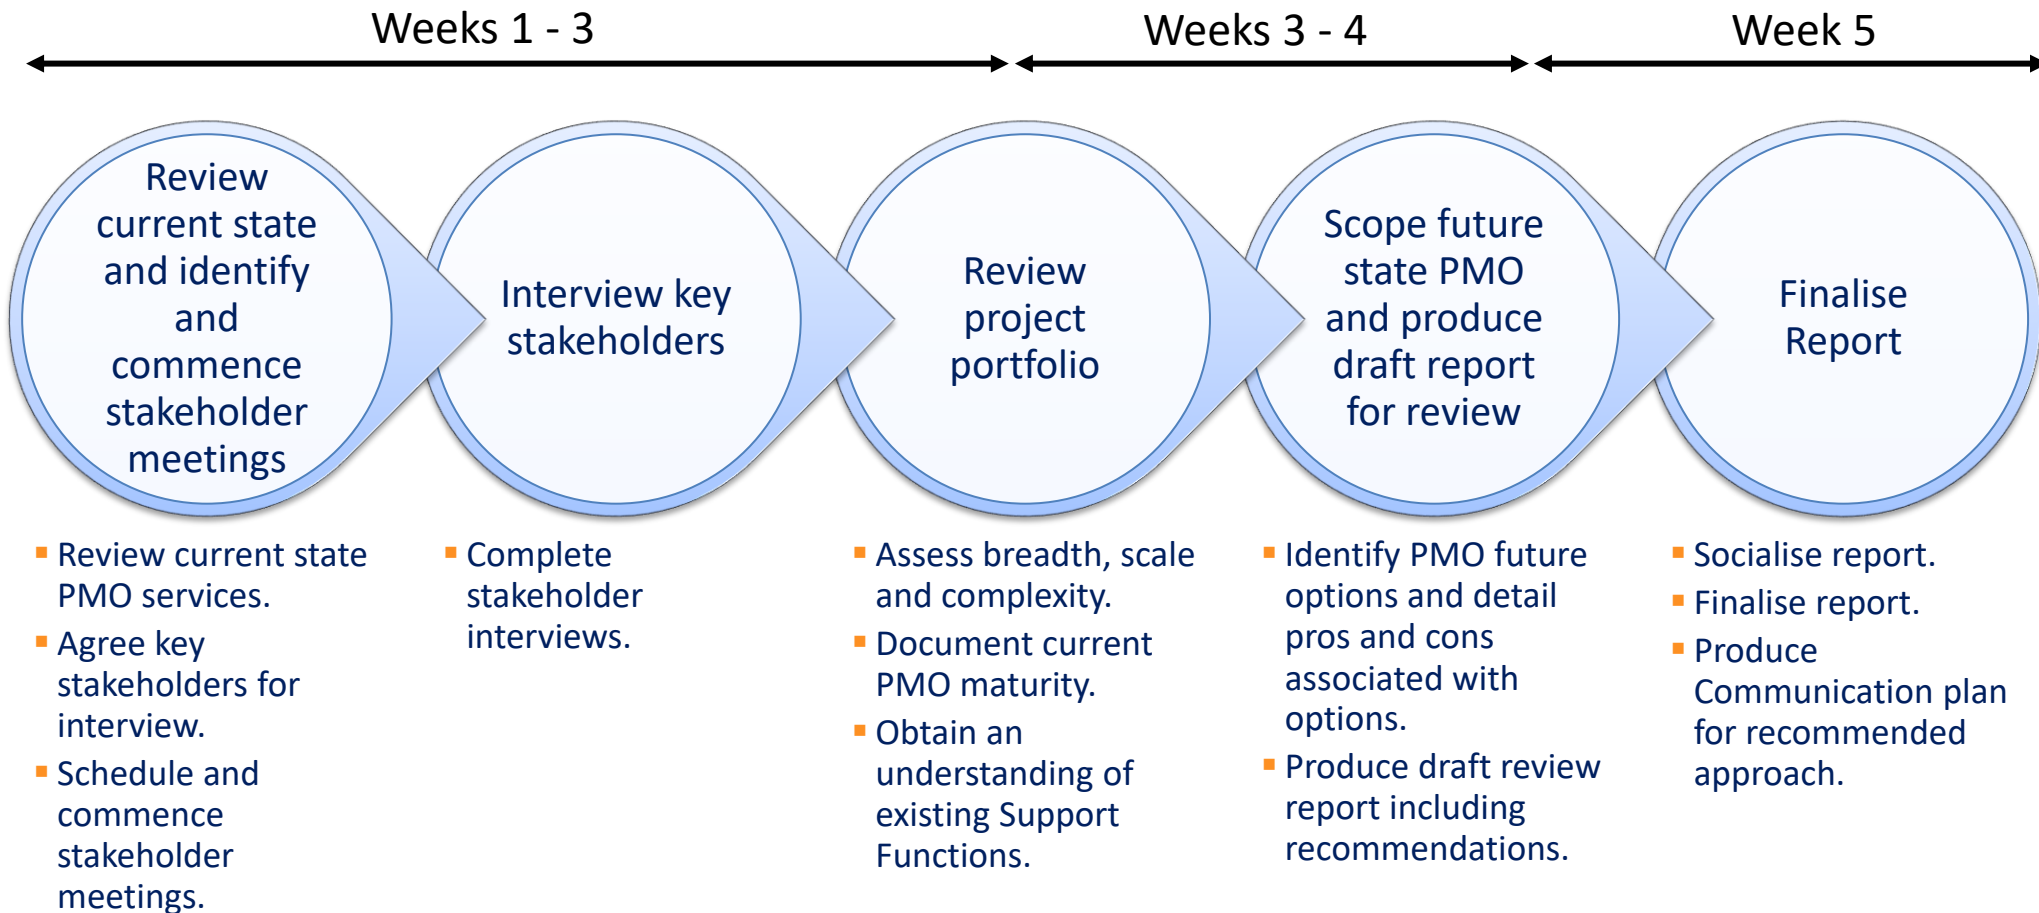 Weeks 1 - 3
Weeks 3 - 4
Week 5
Review
current state
and identify
and
commence
stakeholder
meetings
Interview key
stakeholders
Review
project
portfolio
Scope future
state PMO
and produce
draft report
for review
Finalise
Report
▪ Review current state
PMO services.
▪ Agree key
stakeholders for
interview.
▪ Schedule and
commence
stakeholder
meetings.
▪ Complete
stakeholder
interviews.
▪ Assess breadth, scale
and complexity.
▪ Document current
PMO maturity.
▪ Obtain an
understanding of
existing Support
Functions.
▪ Identify PMO future
options and detail
pros and cons
associated with
options.
▪ Produce draft review
report including
recommendations.
▪ Socialise report.
▪ Finalise report.
▪ Produce
Communication plan
for recommended
approach.